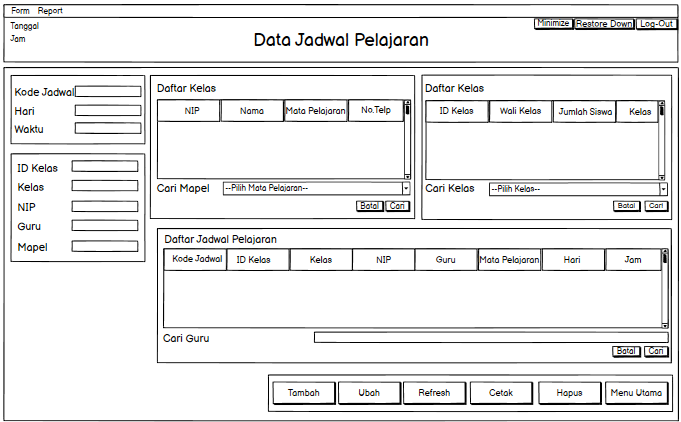 Form Report
Tanggal
Jam
Minimize Restore Down Log-Out
Data Jadwal Pelajaran
Kode Jadwal
Hari
Waktu
ID Kelas
Kelas
NIP
Guru
Mapel
Daftar Kelas
NIP Nama Mata Pelajaran No.Telp
Cari Mapel --Pilih Mata Pelajaran--
Batal Cari
Daftar Kelas
ID Kelas Wali Kelas Jumlah Siswa Kelas
Cari Kelas --Pilih Kelas--
Batal Cari
Daftar Jadwal Pelajaran
Kode Jadwal ID Kelas Kelas NIP Guru Mata Pelajaran Hari Jam
Cari Guru
Batal Cari
Tambah Ubah Refresh Cetak Hapus Menu Utama